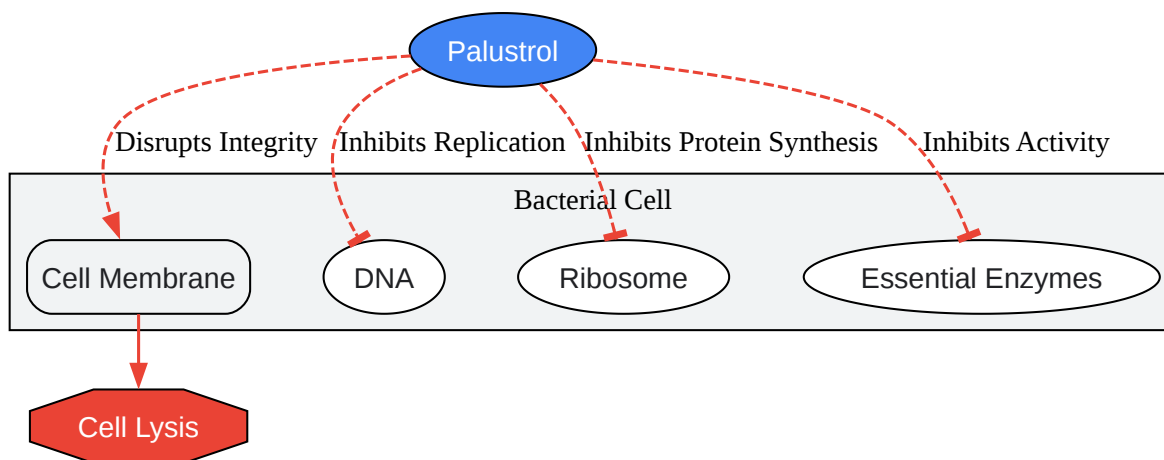 Palustrol
Disrupts Integrity
Inhibits Replication
Inhibits Protein Synthesis
Inhibits Activity
Bacterial Cell
Cell Membrane
DNA
Ribosome
Essential Enzymes
Cell Lysis